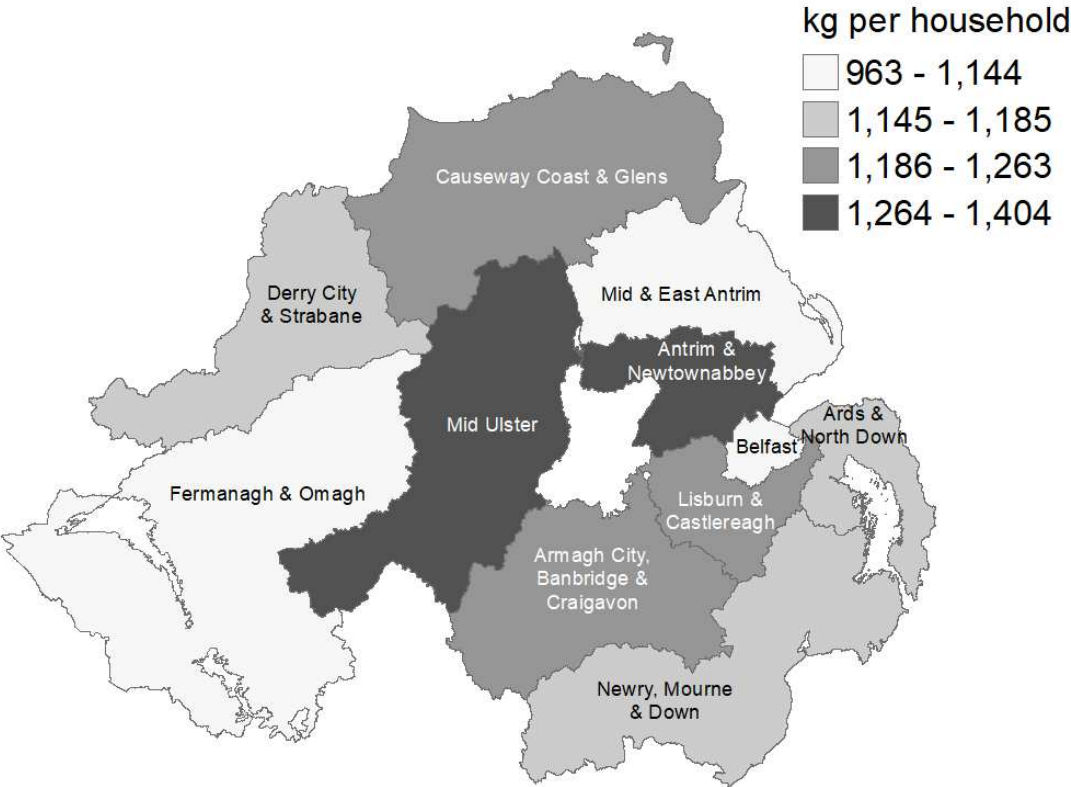 kg per household
963 - 1,144
1,145 - 1,185
1,186 - 1,263
1,264 - 1,404
Causeway Coast & Glens
Derry City
& Strabane
Mid & East Antrim
Antrim &
Newtownabbey
Mid Ulster
Belfast
Ards &
North Down
Fermanagh & Omagh
Lisburn &
Castlereagh
Armagh City,
Banbridge &
Craigavon
Newry, Mourne
& Down